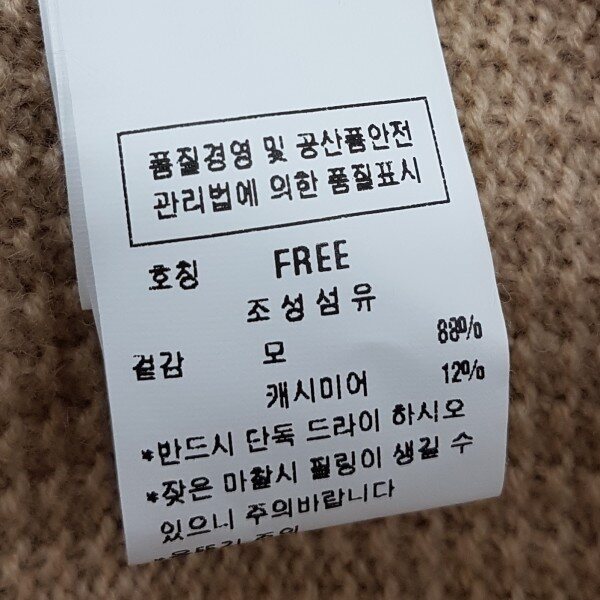 품질경영 및 공산품안전
관리법에 의한 품질표시
호칭 FREE
조성섬유
겉감 모 88%
캐시미어 12%
*반드시 단독 드라이 하시오
*잦은 마찰시 필링이 생길 수
있으니 주의바랍니다